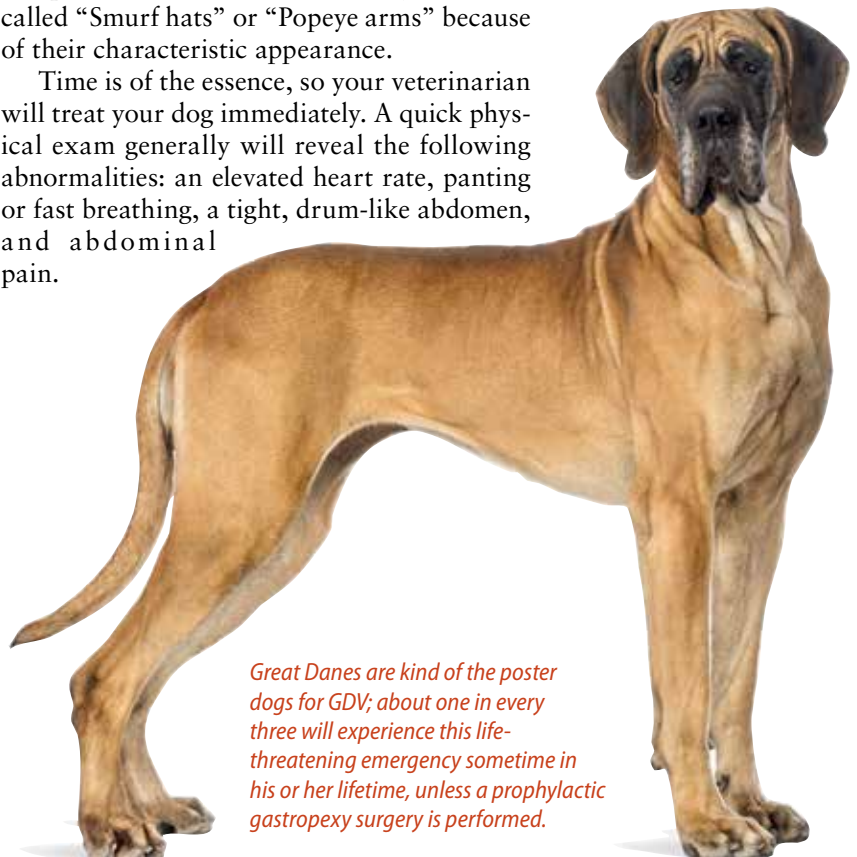 called “Smurf hats” or “Popeye arms” because
of their characteristic appearance.
Time is of the essence, so your veterinarian
will treat your dog immediately. A quick phys-
ical exam generally will reveal the following
abnormalities: an elevated heart rate, panting
or fast breathing, a tight, drum-like abdomen,
and abdominal
pain.
Great Danes are kind of the poster
dogs for GDV; about one in every
three will experience this life-
threatening emergency sometime in
his or her lifetime, unless a prophylactic
gastropexy surgery is performed.